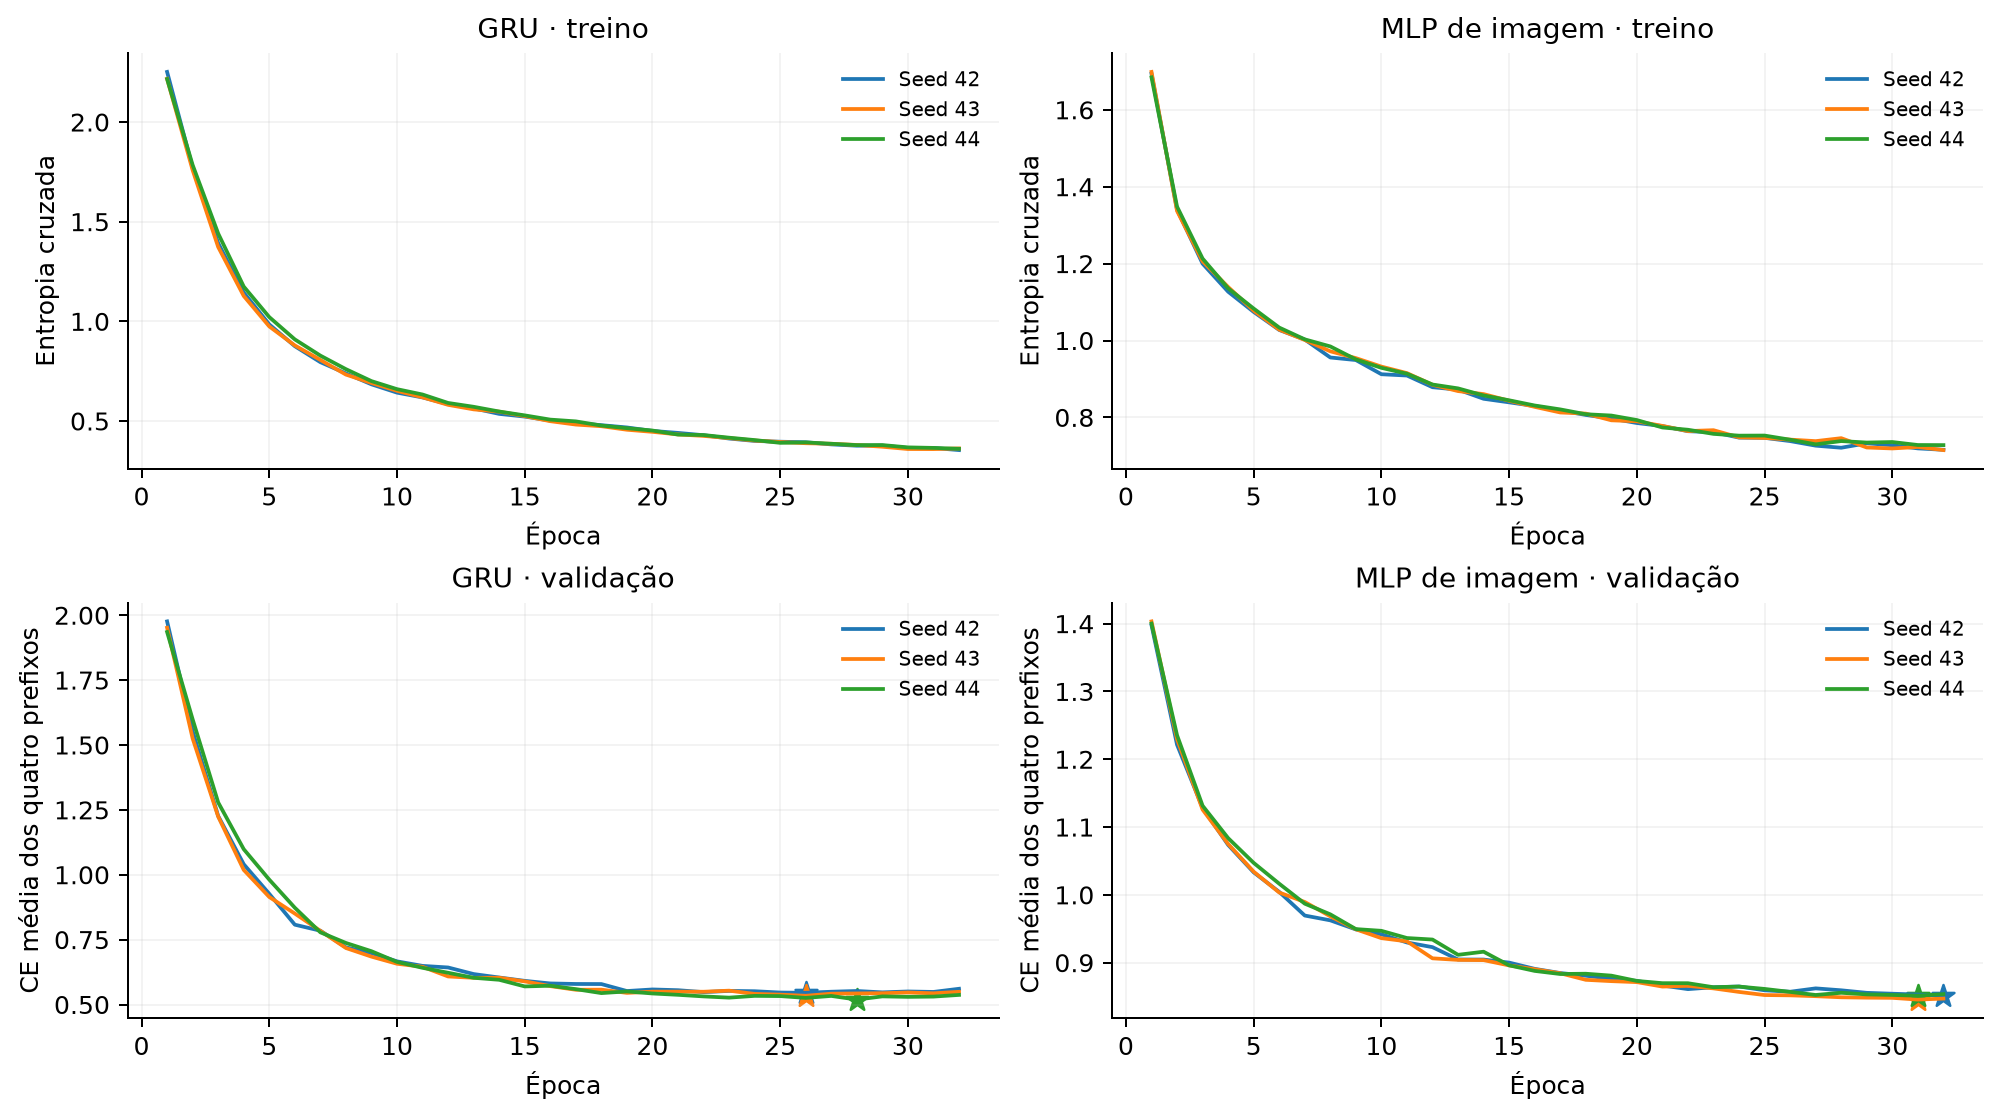 GRU · treino
Entropia cruzada
2.0
1.5
1.0
0.5
0 5 10 15 20 25 30
Época
Seed 42
Seed 43
Seed 44
MLP de imagem · treino
Entropia cruzada
1.6
1.4
1.2
1.0
0.8
0 5 10 15 20 25 30
Época
Seed 42
Seed 43
Seed 44
GRU · validação
CE média dos quatro prefixos
2.00
1.75
1.50
1.25
1.00
0.75
0.50
0 5 10 15 20 25 30
Época
Seed 42
Seed 43
Seed 44
MLP de imagem · validação
CE média dos quatro prefixos
1.4
1.3
1.2
1.1
1.0
0.9
0 5 10 15 20 25 30
Época
Seed 42
Seed 43
Seed 44